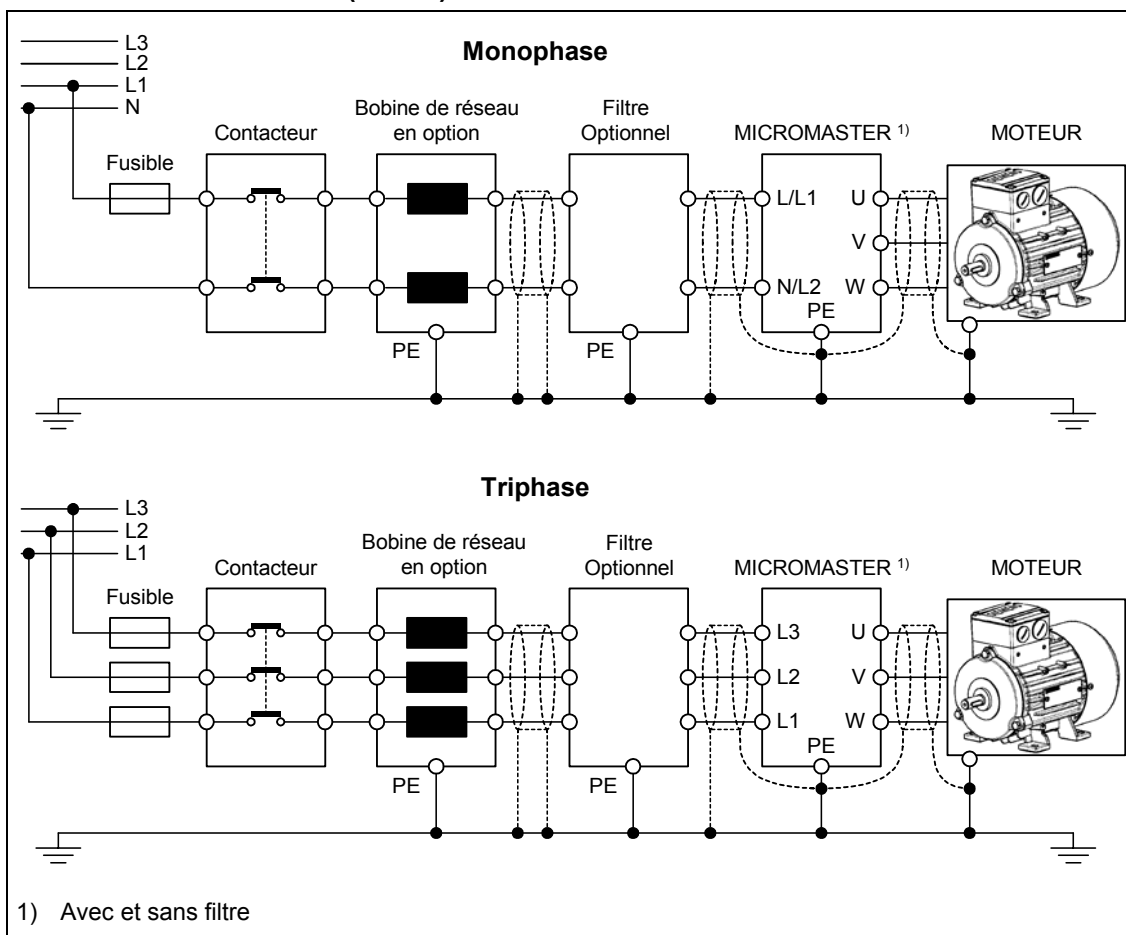 Monophase
L3
L2
L1
N
Contacteur
Bobine de réseau
en option
Filtre
Optionnel
MICROMASTER 1)
MOTEUR
Fusible
L/L1
U
V
N/L2
W
PE
PE
PE
Triphase
L3
L2
L1
Contacteur
Bobine de réseau
en option
Filtre
Optionnel
MICROMASTER 1)
MOTEUR
Fusible
L3
U
L2
V
L1
W
PE
PE
PE
1) Avec et sans filtre